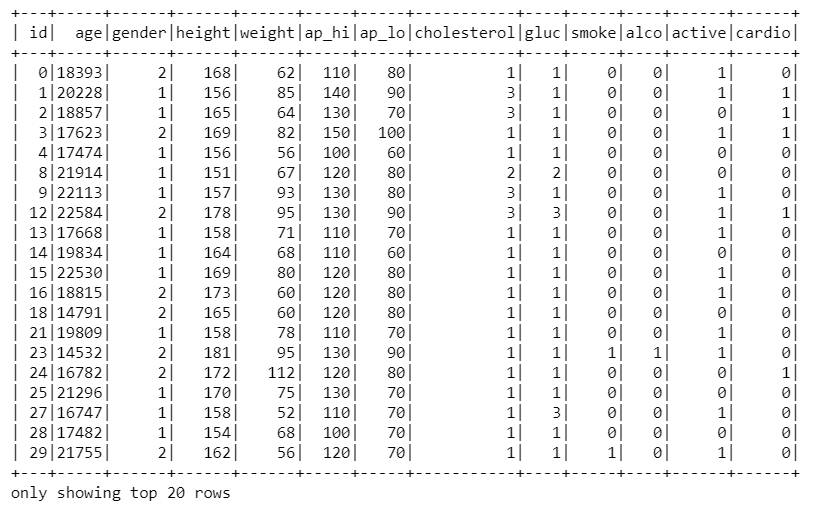 +---+-----+------+------+------+-----+-----+-----------+----+-----+----+------+------+
| id|  age|gender|height|weight|ap_hi|ap_lo|cholesterol|gluc|smoke|alco|active|cardio|
+---+-----+------+------+------+-----+-----+-----------+----+-----+----+------+------+
|  0|18393|     2|   168|    62|  110|   80|          1|   1|    0|   0|     1|     0|
|  1|20228|     1|   156|    85|  140|   90|          3|   1|    0|   0|     1|     1|
|  2|18857|     1|   165|    64|  130|   70|          3|   1|    0|   0|     0|     1|
|  3|17623|     2|   169|    82|  150|  100|          1|   1|    0|   0|     1|     1|
|  4|17474|     1|   156|    56|  100|   60|          1|   1|    0|   0|     0|     0|
|  8|21914|     1|   151|    67|  120|   80|          2|   2|    0|   0|     0|     0|
|  9|22113|     1|   157|    93|  130|   80|          3|   1|    0|   0|     1|     0|
| 12|22584|     2|   178|    95|  130|   90|          3|   3|    0|   0|     1|     1|
| 13|17668|     1|   158|    71|  110|   70|          1|   1|    0|   0|     1|     0|
| 14|19834|     1|   164|    68|  110|   60|          1|   1|    0|   0|     0|     0|
| 15|22530|     1|   169|    80|  120|   80|          1|   1|    0|   0|     1|     0|
| 16|18815|     2|   173|    60|  120|   80|          1|   1|    0|   0|     1|     0|
| 18|14791|     2|   165|    60|  120|   80|          1|   1|    0|   0|     0|     0|
| 21|19809|     1|   158|    78|  110|   70|          1|   1|    0|   0|     1|     0|
| 23|14532|     2|   181|    95|  130|   90|          1|   1|    1|   1|     1|     0|
| 24|16782|     2|   172|   112|  120|   80|          1|   1|    0|   0|     0|     1|
| 25|21296|     1|   170|    75|  130|   70|          1|   1|    0|   0|     0|     0|
| 27|16747|     1|   158|    52|  110|   70|          1|   3|    0|   0|     1|     0|
| 28|17482|     1|   154|    68|  100|   70|          1|   1|    0|   0|     0|     0|
| 29|21755|     2|   162|    56|  120|   70|          1|   1|    1|   0|     1|     0|
+---+-----+------+------+------+-----+-----+-----------+----+-----+----+------+------+
only showing top 20 rows